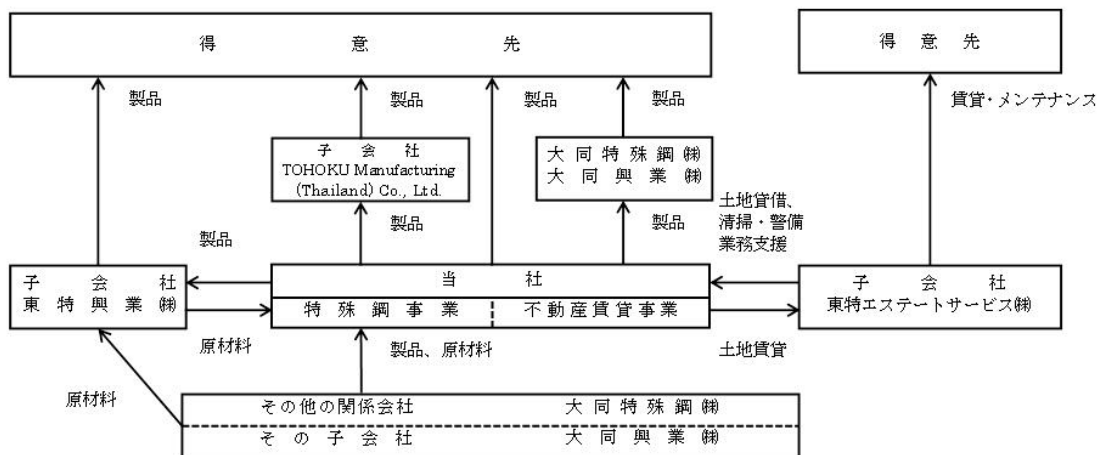 得意先
得意先
製品
製品
製品
製品
賃貸・メンテナンス
子会社
TOHOKU Manufacturing
(Thailand) Co., Ltd.
大同特殊鋼㈱
大同興業㈱
製品
製品
製品
土地貸借、
清掃・警備
業務支援
子会社
東特興業㈱
当社
特殊鋼事業
不動産賃貸事業
子会社
東特エステートサービス㈱
原材料
製品、原材料
土地賃貸
原材料
その他の関係会社 大同特殊鋼㈱
その子会社 大同興業㈱